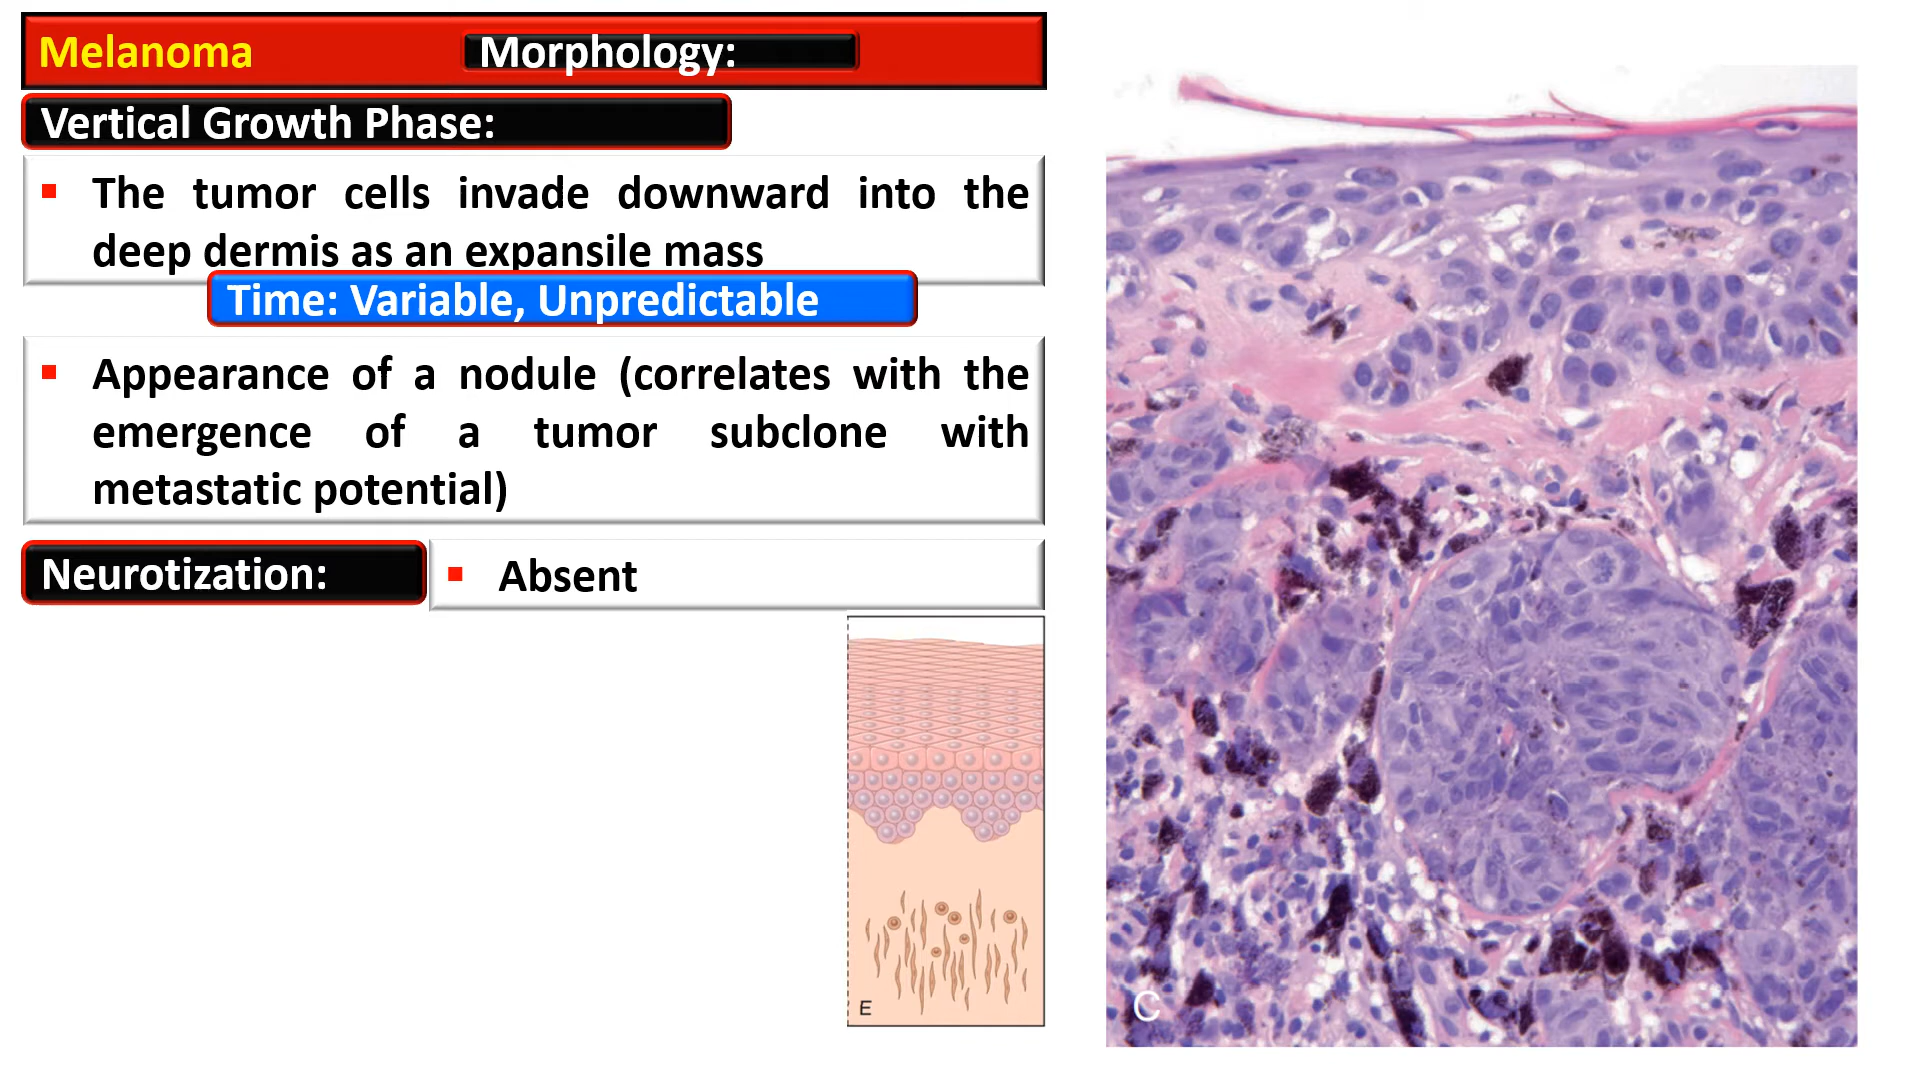 Melanoma Morphology:
Vertical Growth Phase:
▪ The tumor cells invade downward into the
deep dermis as an expansile mass
Time: Variable, Unpredictable
▪ Appearance of a nodule (correlates with the
emergence of a tumor subclone with
metastatic potential)
Neurotization: ▪ Absent
E
C